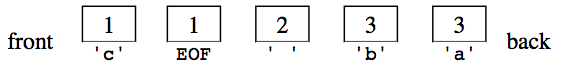 front 1 1 2 3 3 back
'c' EOF ' ' 'b' 'a'